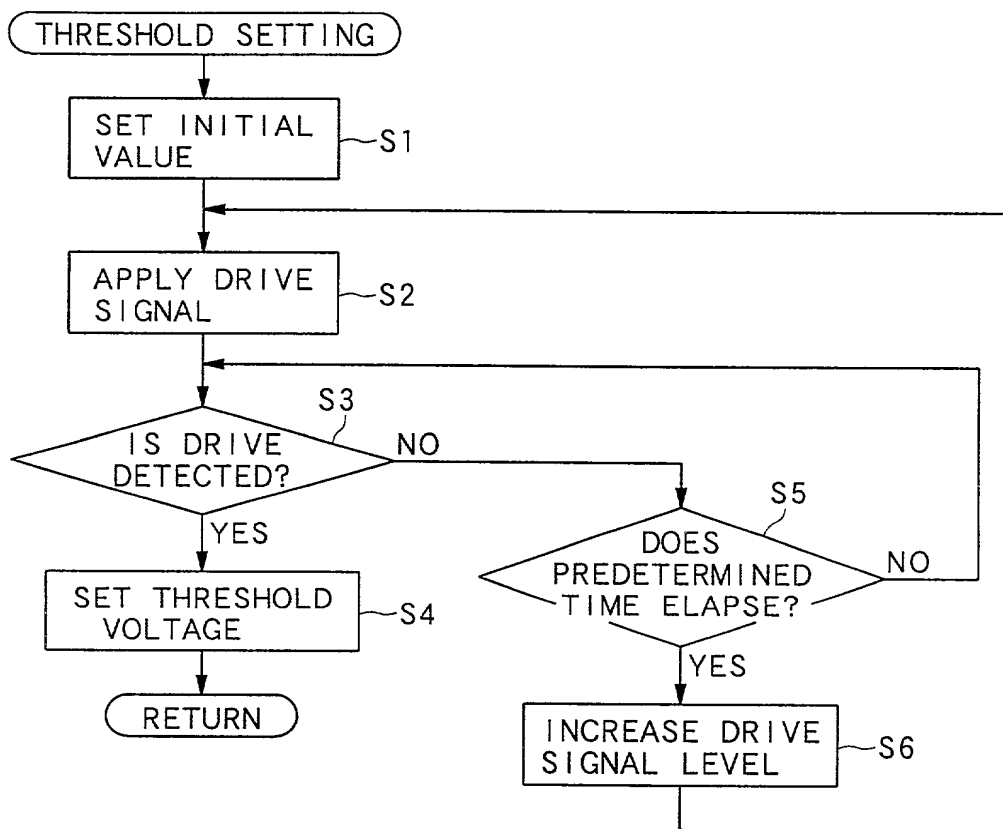 THRESHOLD SETTING
SET INITIAL
VALUE
S1
APPLY DRIVE
SIGNAL
S2
S3
IS DRIVE
DETECTED?
NO
YES
SET THRESHOLD
VOLTAGE
S4
RETURN
S5
DOES
PREDETERMINED
TIME ELAPSE?
NO
YES
INCREASE DRIVE
SIGNAL LEVEL
S6